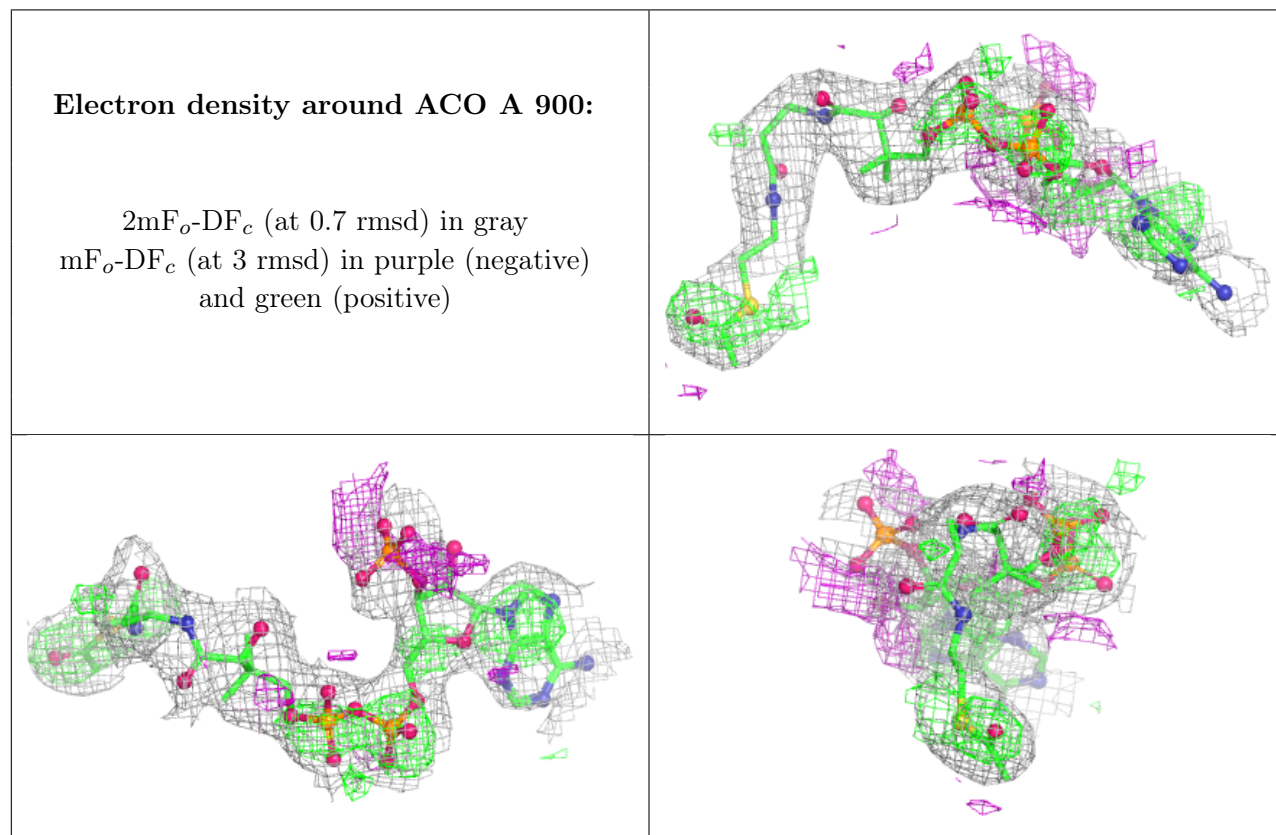 Electron density around ACO A 900:
2mFo-DFc (at 0.7 rmsd) in gray
mFo-DFc (at 3 rmsd) in purple (negative)
and green (positive)